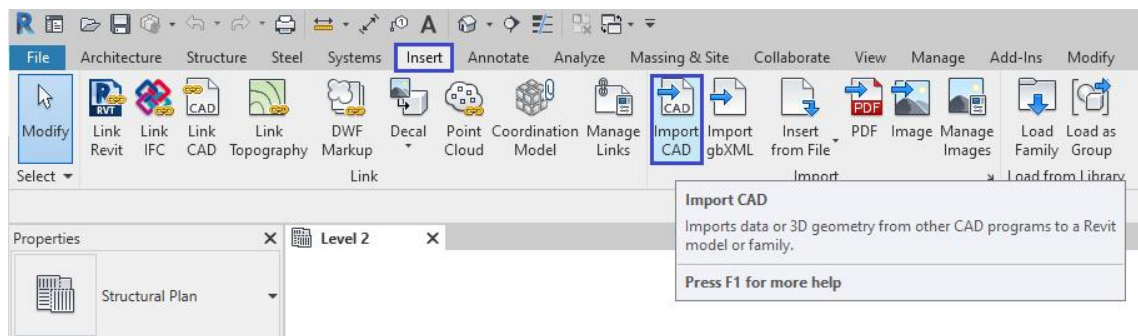 File Architecture Structure Steel Systems Insert Annotate Analyze Massing & Site Collaborate View Manage Add-Ins Modify
Modify Link Revit Link IFC Link CAD Link Topography DWF Markup Decal Point Cloud Coordination Model Manage Links Import CAD Import gbXML Insert from File PDF Image Manage Images Load Family Load as Group
Select Link Import Load from Library
Import CAD
Imports data or 3D geometry from other CAD programs to a Revit
model or family.
Press F1 for more help
Properties Level 2
Structural Plan